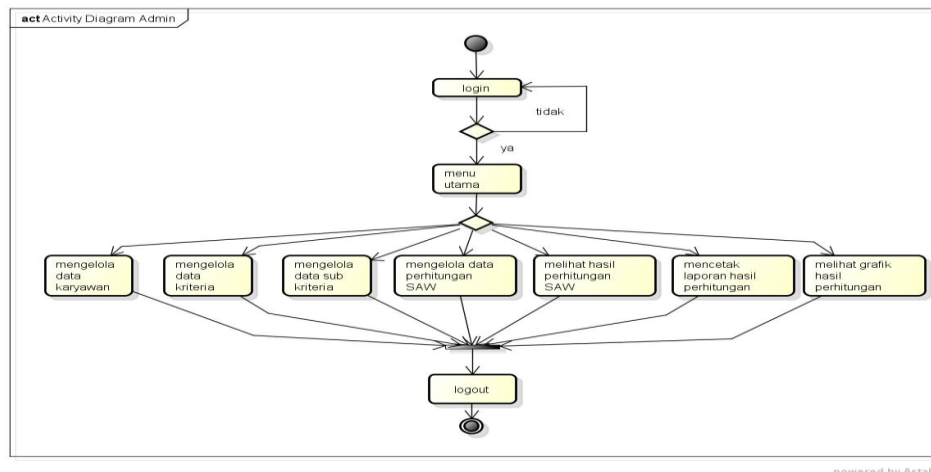 act Activity Diagram Admin
login
tidak
ya
menu
utama
mengelola
data
karyawan
mengelola
data
kriteria
mengelola
data sub
kriteria
mengelola data
perhitungan
SAW
melihat hasil
perhitungan
SAW
mencetak
laporan hasil
perhitungan
melihat grafik
hasil
perhitungan
logout
powered by